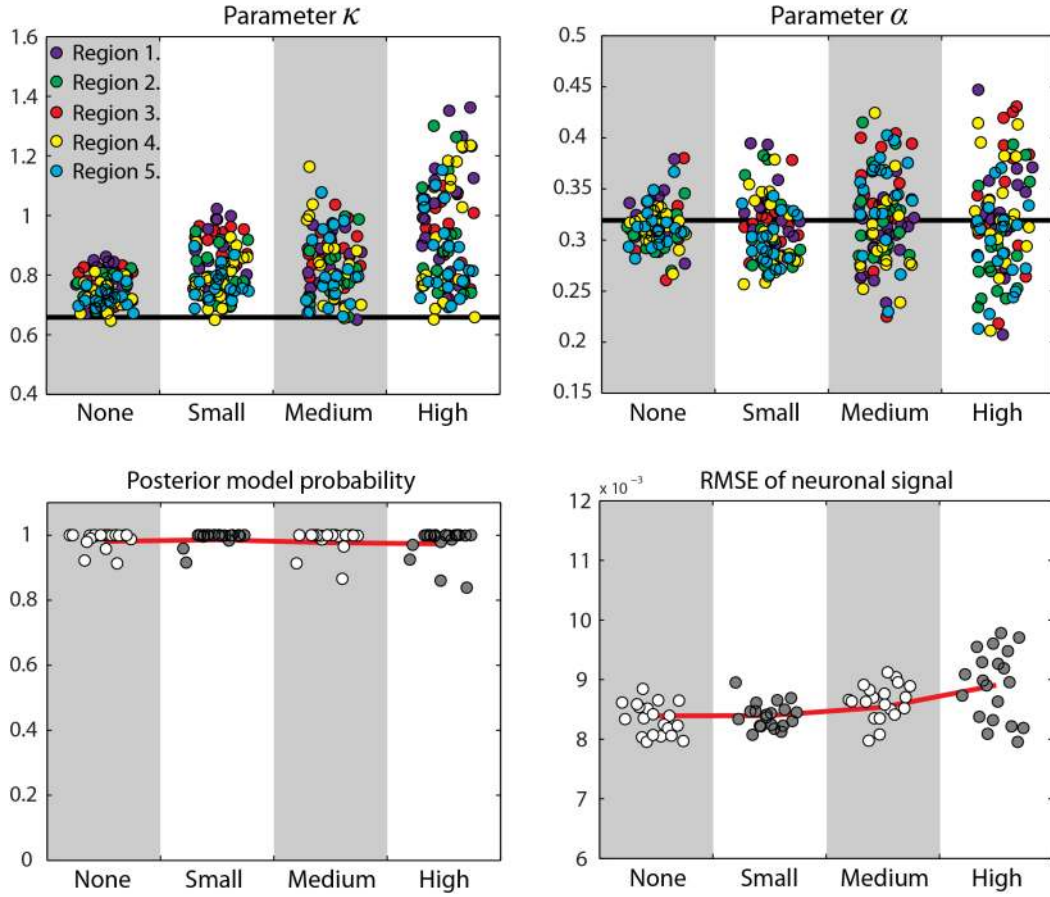 Parameter κ
1.6
1.4
1.2
1
0.8
0.6
0.4
Region 1.
Region 2.
Region 3.
Region 4.
Region 5.
None Small Medium High
Parameter α
0.5
0.45
0.4
0.35
0.3
0.25
0.2
0.15
None Small Medium High
Posterior model probability
1
0.8
0.6
0.4
0.2
0
None Small Medium High
RMSE of neuronal signal
x 10⁻³
12
11
10
9
8
7
6
None Small Medium High